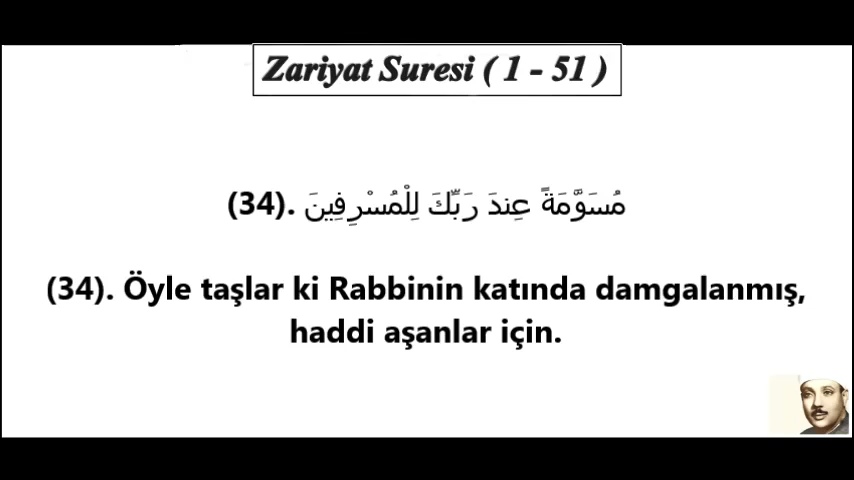 Zariyat Suresi ( 1 - 51 )
(34). مُسَوَّمَةً عِندَ رَبِّكَ لِلْمُسْرِفِينَ
(34). Öyle taşlar ki Rabbinin katında damgalanmış,
haddi aşanlar için.